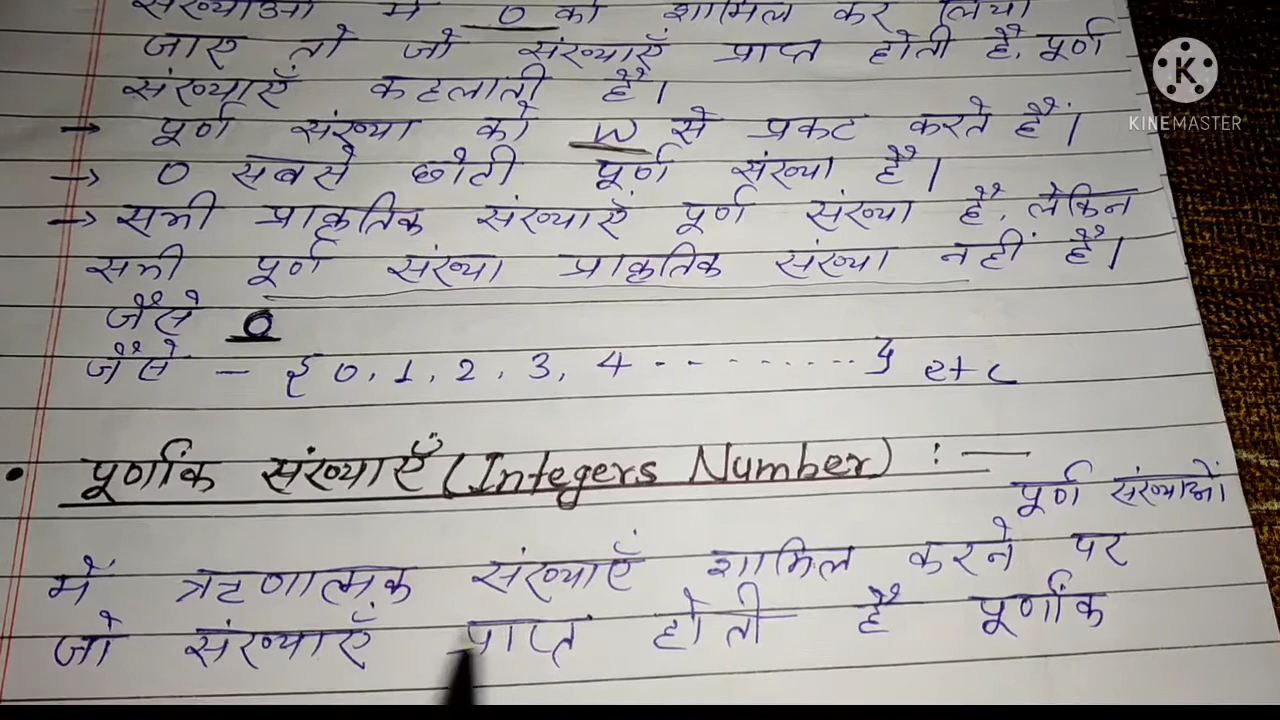 संख्याओं में 0 को शामिल कर लिया
जाए तो जो संख्याएँ प्राप्त होती है, पूर्ण
संख्याएँ कहलाती है।
→ पूर्ण संख्या को W से प्रकट करते हैं।
→ 0 सबसे छोटी पूर्ण संख्या है।
→ सभी प्राकृतिक संख्याएँ पूर्ण संख्या है, लेकिन
सभी पूर्ण संख्या प्राकृतिक संख्या नहीं है।
जैसे 0
जैसे – { 0, 1, 2, 3, 4 ---------- } etc
• पूर्णांक संख्याएँ (Integers Number) :—
पूर्ण संख्याओं
में ऋणात्मक संख्याएँ शामिल करने पर
जो संख्याएँ प्राप्त होती है पूर्णांक
K
KINEMASTER